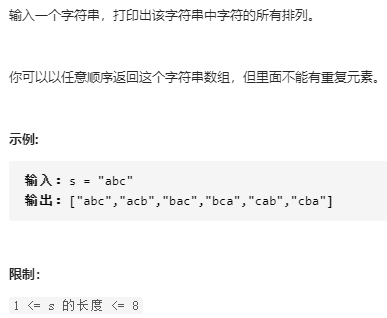 输入一个字符串，打印出该字符串中字符的所有排列。
你可以以任意顺序返回这个字符串数组，但里面不能有重复元素。
示例:
输入：s = "abc"
输出：["abc","acb","bac","bca","cab","cba"]
限制：
1 <= s 的长度 <= 8